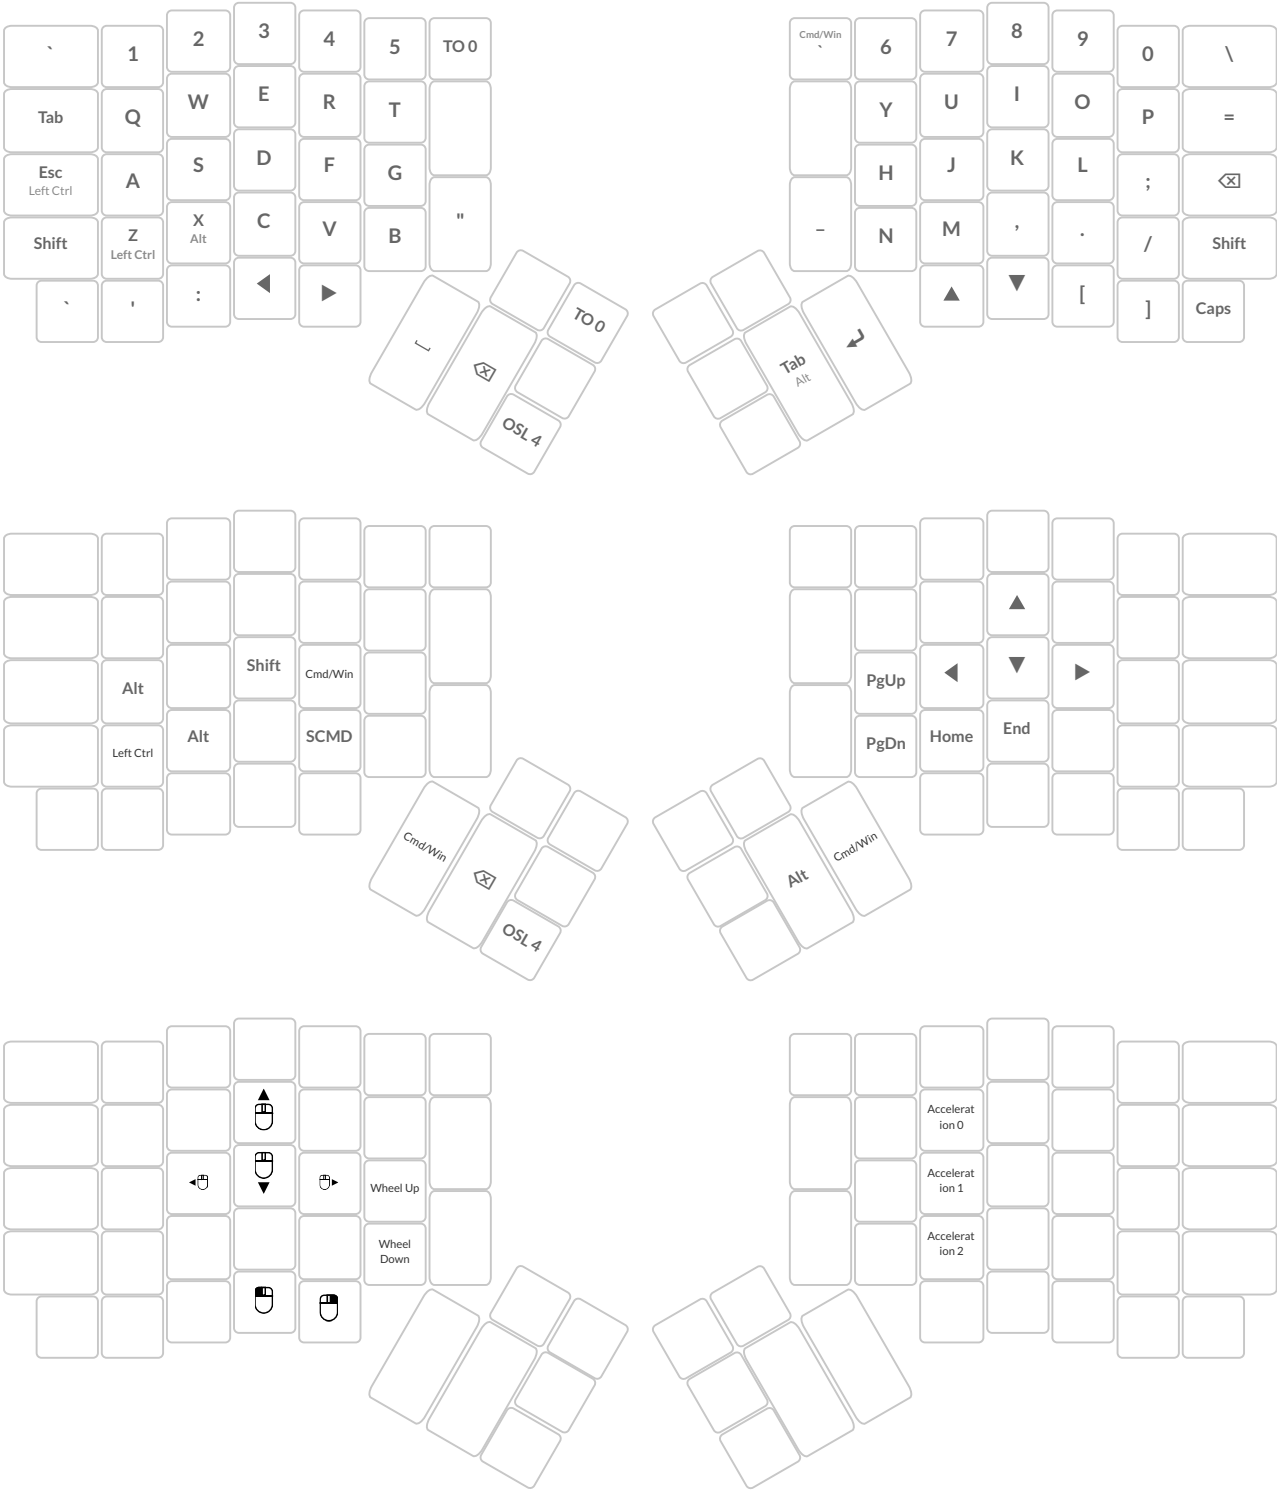 ` 1 2 3 4 5 TO 0
Cmd/Win
` 6 7 8 9 0 \
Tab Q W E R T
Y U I O P =
Esc
Left Ctrl
A S D F G
H J K L ;
Shift Z
Left Ctrl
X
Alt
C V B "
– N M , . / Shift
` ' : ◀ ▶
▲ ▼ [ ] Caps
TO 0
OSL 4
Tab
Alt
▲
Alt Shift Cmd/Win
PgUp ◀ ▼ ▶
Left Ctrl Alt SCMD
PgDn Home End
Cmd/Win
OSL 4
Alt
Cmd/Win
Accelerat
ion 0
Wheel Up
Accelerat
ion 1
Wheel
Down
Accelerat
ion 2